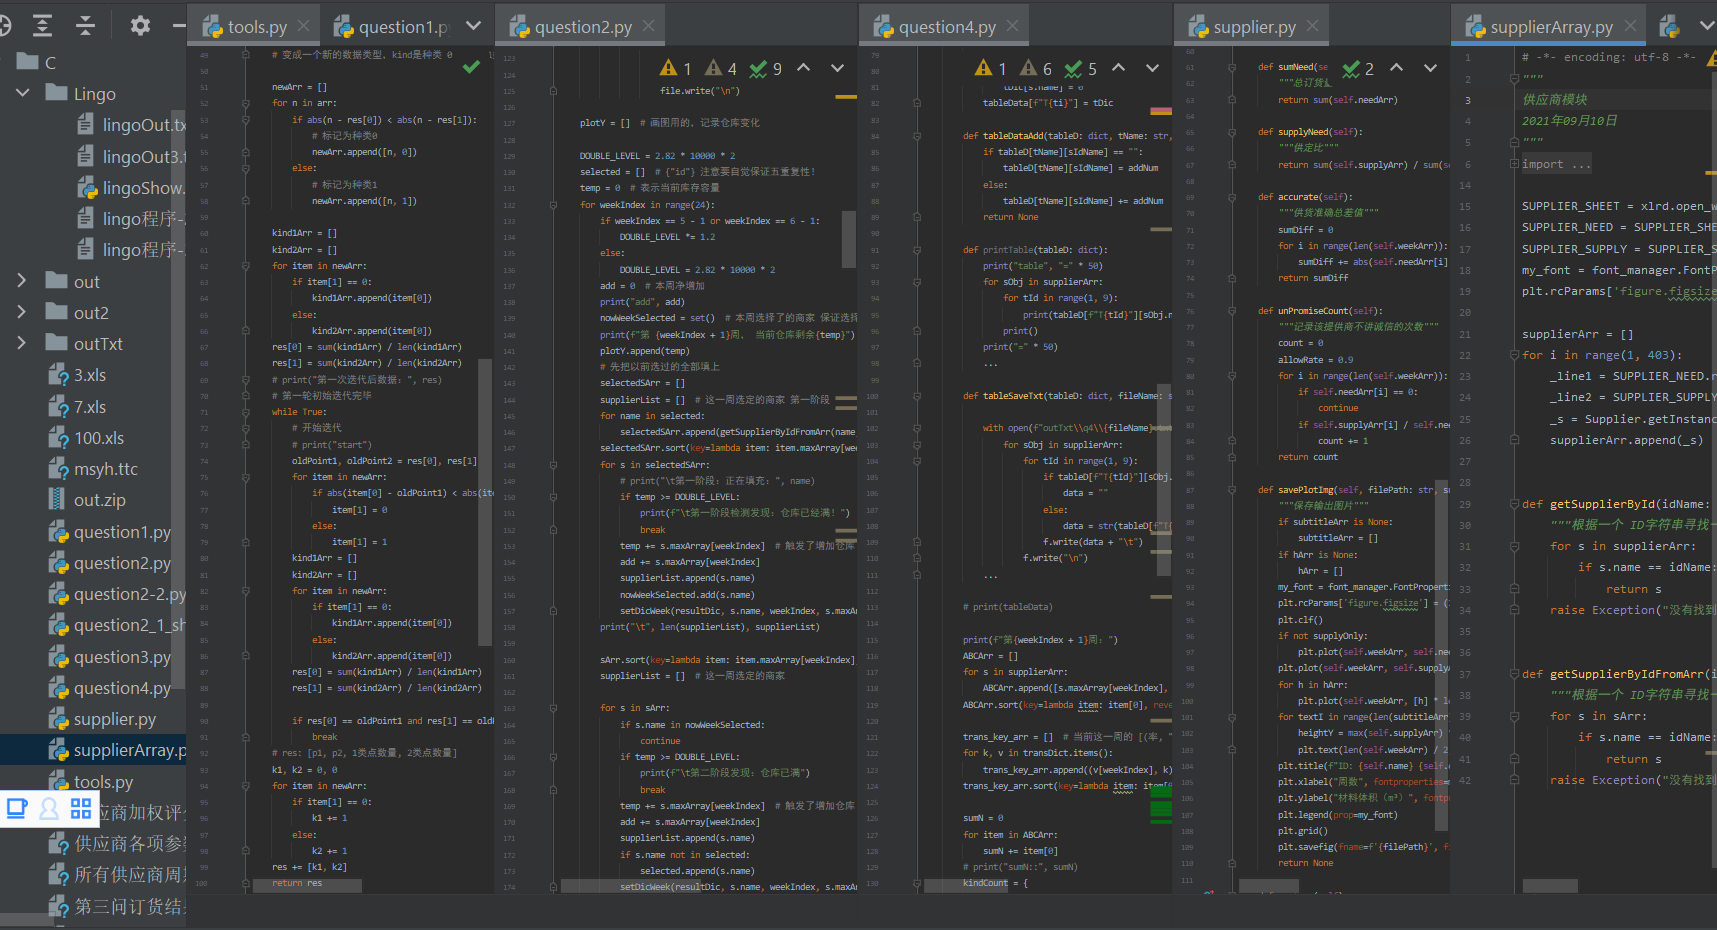 tools.py
question1.p
question2.py
question4.py
supplier.py
supplierArray.py
C
Lingo
lingoOut.tx
lingoOut3.t
lingoShow.
lingo程序-
lingo程序-
out
out2
outTxt
3.xls
7.xls
100.xls
msyh.ttc
out.zip
question1.py
question2.py
question2-2.py
question2_1_sh
question3.py
question4.py
supplier.py
supplierArray.p
tools.py
应商加权评分
供应商各项参
所有供应商周
第三问订货结
# 变成一个新的数据类型，kind是种类 0
newArr = []
for n in arr:
if abs(n - res[0]) < abs(n - res[1]):
# 标记为种类0
newArr.append([n, 0])
else:
# 标记为种类1
newArr.append([n, 1])
kind1Arr = []
kind2Arr = []
for item in newArr:
if item[1] == 0:
kind1Arr.append(item[0])
else:
kind2Arr.append(item[0])
res[0] = sum(kind1Arr) / len(kind1Arr)
res[1] = sum(kind2Arr) / len(kind2Arr)
# print("第一次迭代后数据：", res)
# 第一轮初始迭代完毕
while True:
# 开始迭代
# print("start")
oldPoint1, oldPoint2 = res[0], res[1]
for item in newArr:
if abs(item[0] - oldPoint1) < abs(ite
item[1] = 0
else:
item[1] = 1
kind1Arr = []
kind2Arr = []
for item in newArr:
if item[1] == 0:
kind1Arr.append(item[0])
else:
kind2Arr.append(item[0])
res[0] = sum(kind1Arr) / len(kind1Arr)
res[1] = sum(kind2Arr) / len(kind2Arr)
if res[0] == oldPoint1 and res[1] == old
break
# res: [p1, p2, 1类点数量, 2类点数量]
k1, k2 = 0, 0
for item in newArr:
if item[1] == 0:
k1 += 1
else:
k2 += 1
res += [k1, k2]
return res
1 4 9
file.write("\n")
plotY = [] # 画图用的，记录仓库变化
DOUBLE_LEVEL = 2.82 * 10000 * 2
selected = [] # {"id"} 注意要自觉保证五重复性！
temp = 0 # 表示当前库存容量
for weekIndex in range(24):
if weekIndex == 5 - 1 or weekIndex == 6 - 1:
DOUBLE_LEVEL *= 1.2
else:
DOUBLE_LEVEL = 2.82 * 10000 * 2
add = 0 # 本周净增加
print("add", add)
nowWeekSelected = set() # 本周选择了的商家 保证选择
print(f"第 {weekIndex + 1}周， 当前仓库剩余{temp}")
plotY.append(temp)
# 先把以前选过的全部填上
selectedSArr = []
supplierList = [] # 这一周选定的商家 第一阶段
for name in selected:
selectedSArr.append(getSupplierByIdFromArr(name
selectedSArr.sort(key=lambda item: item.maxArray[wee
for s in selectedSArr:
# print("\t第一阶段：正在填充：", name)
if temp >= DOUBLE_LEVEL:
print(f"\t第一阶段检测发现：仓库已经满！")
break
temp += s.maxArray[weekIndex] # 触发了增加仓库
add += s.maxArray[weekIndex]
supplierList.append(s.name)
nowWeekSelected.add(s.name)
setDicWeek(resultDic, s.name, weekIndex, s.maxAr
print("\t", len(supplierList), supplierList)
sArr.sort(key=lambda item: item.maxArray[weekIndex]
supplierList = [] # 这一周选定的商家
for s in sArr:
if s.name in nowWeekSelected:
continue
if temp >= DOUBLE_LEVEL:
print(f"\t第二阶段发现：仓库已满")
break
temp += s.maxArray[weekIndex] # 触发了增加仓库
add += s.maxArray[weekIndex]
supplierList.append(s.name)
if s.name not in selected:
selected.append(s.name)
setDicWeek(resultDic, s.name, weekIndex, s.maxA
1 6 5
tDic[s.name] = 0
tableData[f"T{ti}"] = tDic
def tableDataAdd(tableD: dict, tName: str,
if tableD[tName][sIdName] == "":
tableD[tName][sIdName] = addNum
else:
tableD[tName][sIdName] += addNum
return None
def printTable(tableD: dict):
print("table", "=" * 50)
for sObj in supplierArr:
for tId in range(1, 9):
print(tableD[f"T{tId}"][sObj.n
print()
print("=" * 50)
...
def tableSaveTxt(tableD: dict, fileName: s
with open(f"outTxt\\q4\\{fileName}.txt
for sObj in supplierArr:
for tId in range(1, 9):
if tableD[f"T{tId}"][sObj.
data = ""
else:
data = str(tableD[f"T{
f.write(data + "\t")
f.write("\n")
...
# print(tableData)
print(f"第{weekIndex + 1}周：")
ABCArr = []
for s in supplierArr:
ABCArr.append([s.maxArray[weekIndex],
ABCArr.sort(key=lambda item: item[0], reve
trans_key_arr = [] # 当前这一周的 [(率, "
for k, v in transDict.items():
trans_key_arr.append((v[weekIndex], k)
trans_key_arr.sort(key=lambda item: item[
sumN = 0
for item in ABCArr:
sumN += item[0]
# print("sumN::", sumN)
kindCount = {
2
def sumNeed(se
"""总订货量
return sum(self.needArr)
def supplyNeed(self):
"""供定比"""
return sum(self.supplyArr) / sum(se
def accurate(self):
"""供货准确总差值"""
sumDiff = 0
for i in range(len(self.weekArr)):
sumDiff += abs(self.needArr[i]
return sumDiff
def unPromiseCount(self):
"""记录该提供商不讲诚信的次数"""
count = 0
allowRate = 0.9
for i in range(len(self.weekArr)):
if self.needArr[i] == 0:
continue
if self.supplyArr[i] / self.nee
count += 1
return count
def savePlotImg(self, filePath: str, su
"""保存输出图片"""
if subtitleArr is None:
subtitleArr = []
if hArr is None:
hArr = []
my_font = font_manager.FontProperti
plt.rcParams['figure.figsize'] = (
plt.clf()
if not supplyOnly:
plt.plot(self.weekArr, self.nee
plt.plot(self.weekArr, self.supplyA
for h in hArr:
plt.plot(self.weekArr, [h] * le
for textI in range(len(subtitleArr)
heightY = max(self.supplyArr)
plt.text(len(self.weekArr) / 2,
plt.title(f"ID: {self.name} {self.
plt.xlabel("周数", fontproperties=m
plt.ylabel("材料体积（m³）", fontpr
plt.legend(prop=my_font)
plt.grid()
plt.savefig(fname=f'{filePath}', f
return None
# -*- encoding: utf-8 -*-
"""
供应商模块
2021年09月10日
"""
import ...
SUPPLIER_SHEET = xlrd.open_w
SUPPLIER_NEED = SUPPLIER_SHE
SUPPLIER_SUPPLY = SUPPLIER_S
my_font = font_manager.FontP
plt.rcParams['figure.figsize
supplierArr = []
for i in range(1, 403):
_line1 = SUPPLIER_NEED.r
_line2 = SUPPLIER_SUPPLY
_s = Supplier.getInstanc
supplierArr.append(_s)
def getSupplierById(idName:
"""根据一个 ID字符串寻找一
for s in supplierArr:
if s.name == idName:
return s
raise Exception("没有找到
def getSupplierByIdFromArr(i
"""根据一个 ID字符串寻找一
for s in sArr:
if s.name == idName:
return s
raise Exception("没有找到